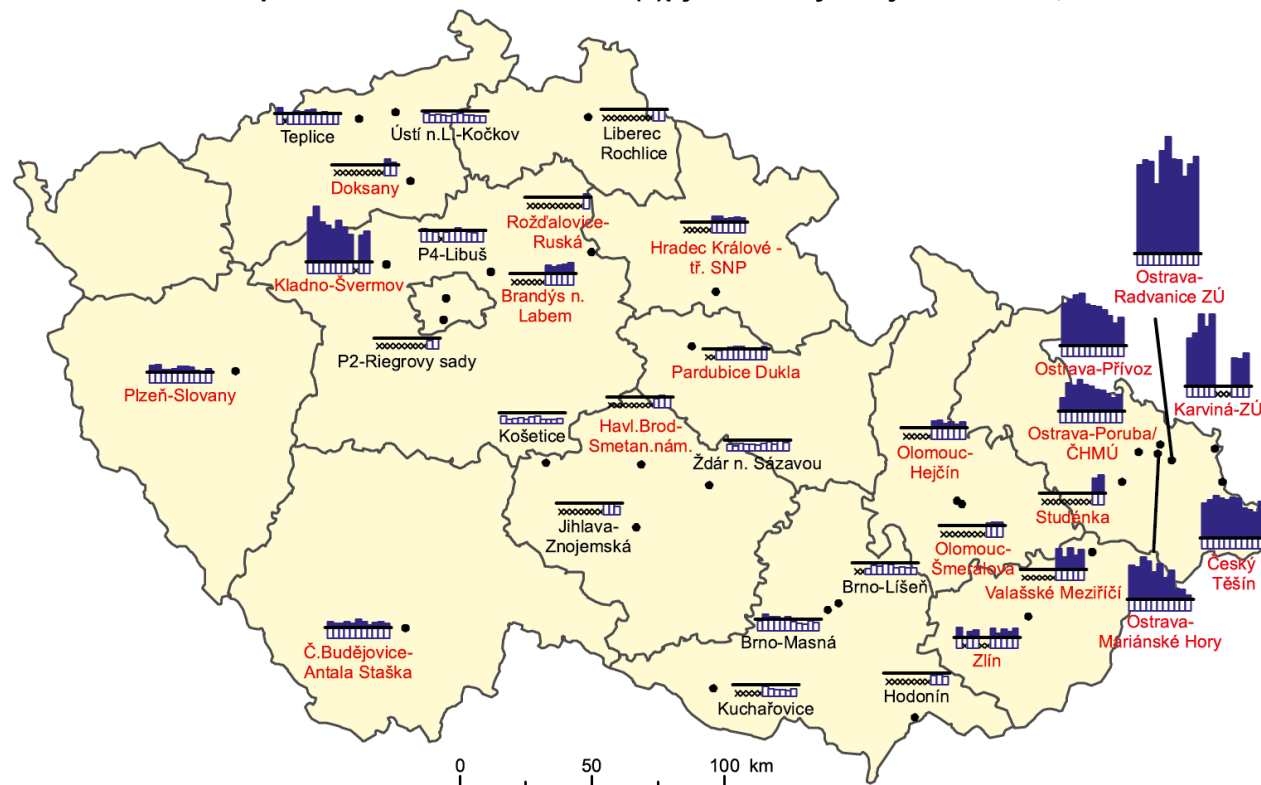 Teplice
Ústí n.L.-Kočkov
Liberec
Rochlice
Doksany
Rožďalovice-
Ruská
P4-Libuš
Hradec Králové -
tř. SNP
Kladno-Švermov
Brandýs n.
Labem
Ostrava-
Radvanice ZÚ
P2-Riegrovy sady
Pardubice Dukla
Ostrava-Přívoz
Plzeň-Slovany
Karviná-ZÚ
Košetice
Havl.Brod-
Smetan.nám.
Ždár n. Sázavou
Olomouc-
Hejčín
Ostrava-Poruba/
ČHMÚ
Studénka
Jihlava-
Znojemská
Olomouc-
Šmeralova
Český
Těšín
Brno-Líšeň
Valašské Meziříčí
Ostrava-
Mariánské Hory
Brno-Masná
Zlín
Č.Budějovice-
Antala Staška
Kuchařovice
Hodonín
0 50 100 km